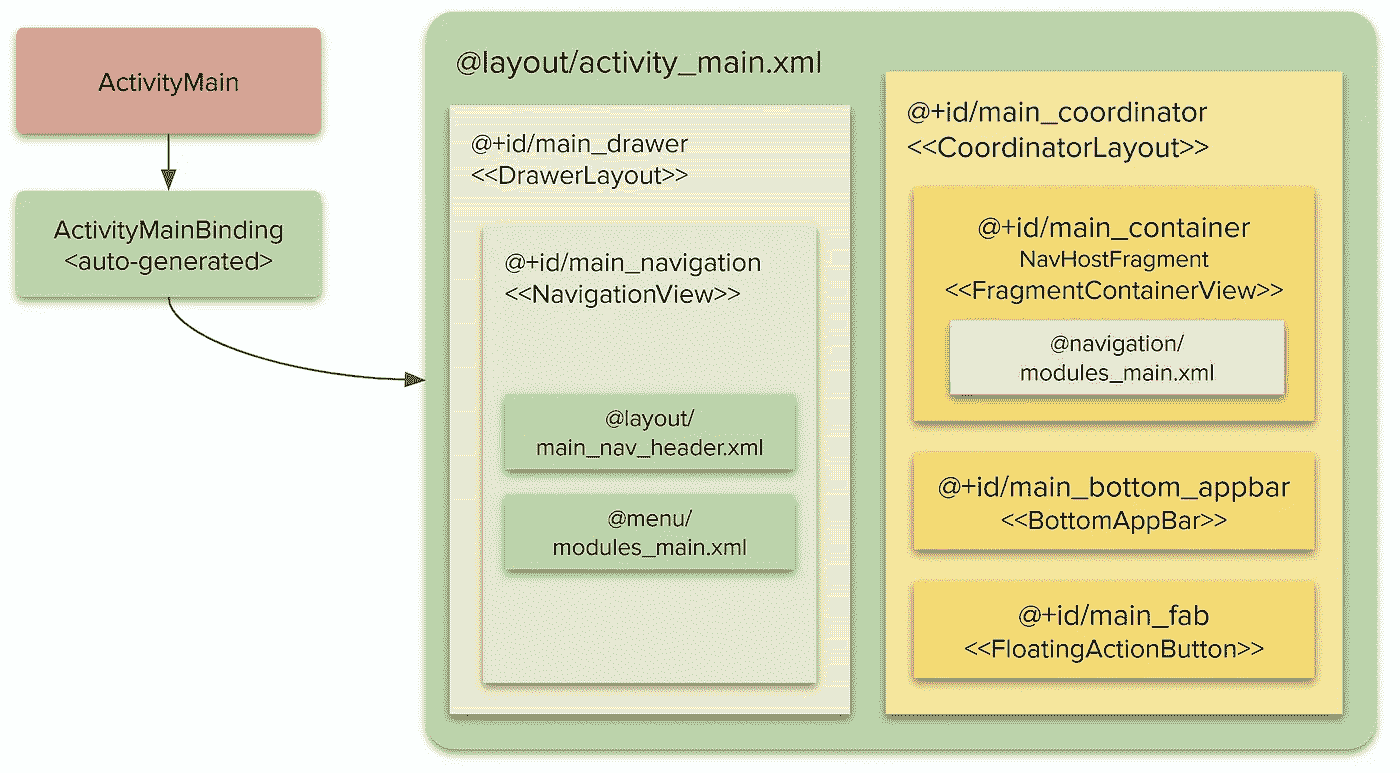 ActivityMain
ActivityMainBinding
<auto-generated>
@layout/activity_main.xml
@+id/main_drawer
<<DrawerLayout>>
@+id/main_navigation
<<NavigationView>>
@layout/
main_nav_header.xml
@menu/
modules_main.xml
@+id/main_coordinator
<<CoordinatorLayout>>
@+id/main_container
NavHostFragment
<<FragmentContainerView>>
@navigation/
modules_main.xml
@+id/main_bottom_appbar
<<BottomAppBar>>
@+id/main_fab
<<FloatingActionButton>>